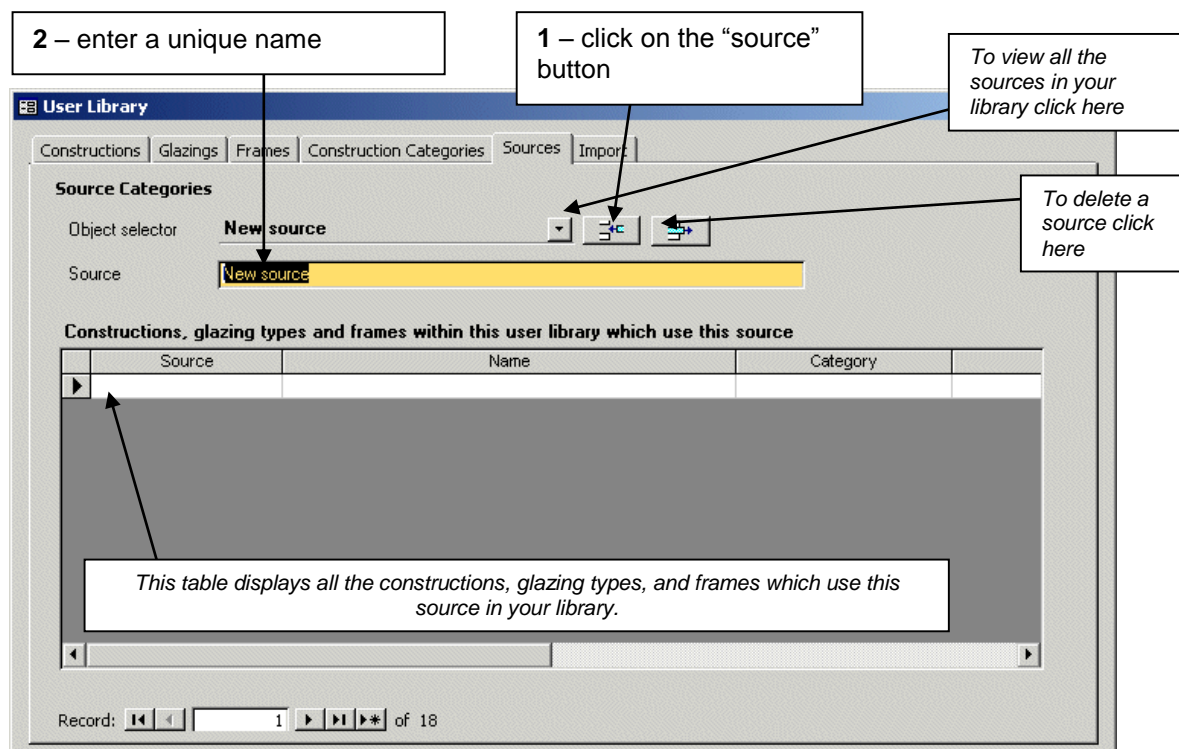 2 – enter a unique name
1 – click on the “source”
button
To view all the
sources in your
library click here
User Library
Constructions Glazings Frames Construction Categories Sources Import
Source Categories
To delete a
source click
here
Object selector New source
Source New source
Constructions, glazing types and frames within this user library which use this source
Source Name Category
This table displays all the constructions, glazing types, and frames which use this
source in your library.
Record: 1 of 18